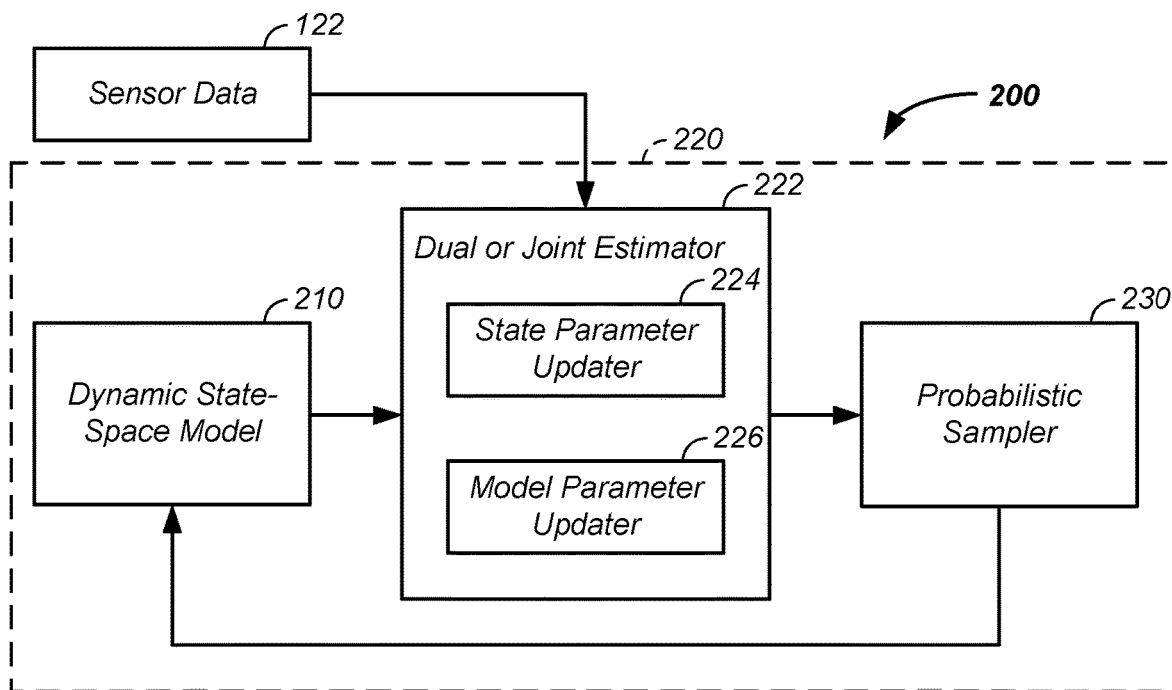 122
Sensor Data
200
220
222
Dual or Joint Estimator
224
State Parameter
Updater
210
Dynamic State-
Space Model
230
Probabilistic
Sampler
226
Model Parameter
Updater